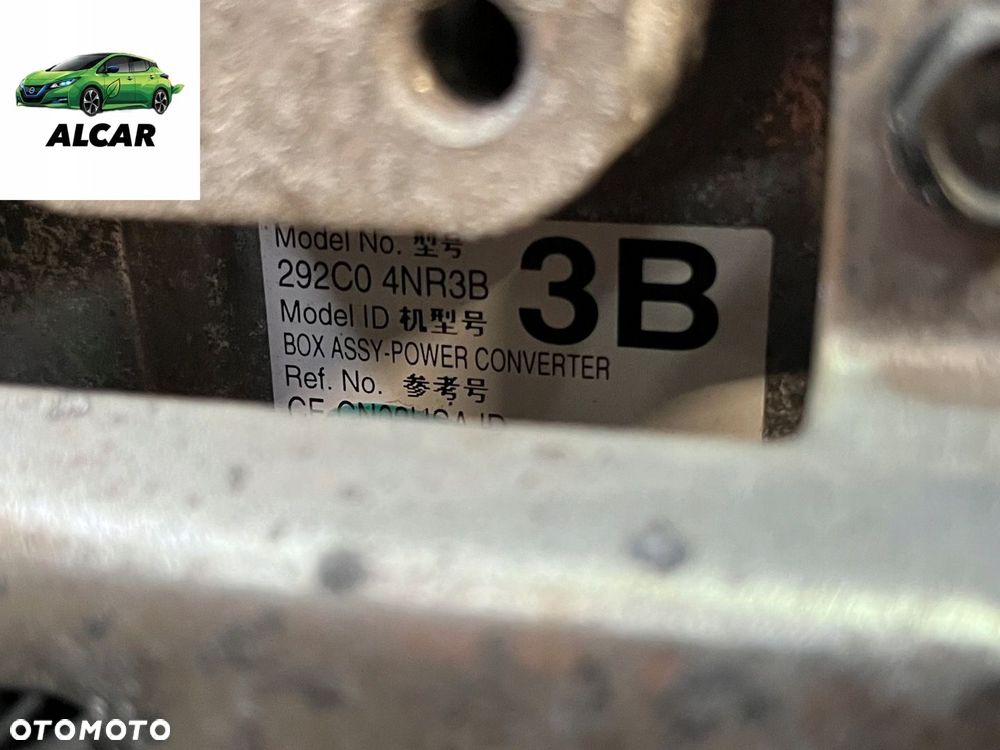 ALCAR
Model No. 型号
292C0 4NR3B
3B
Model ID 机型号
BOX ASSY-POWER CONVERTER
Ref. No. 参考号
OTOMOTO